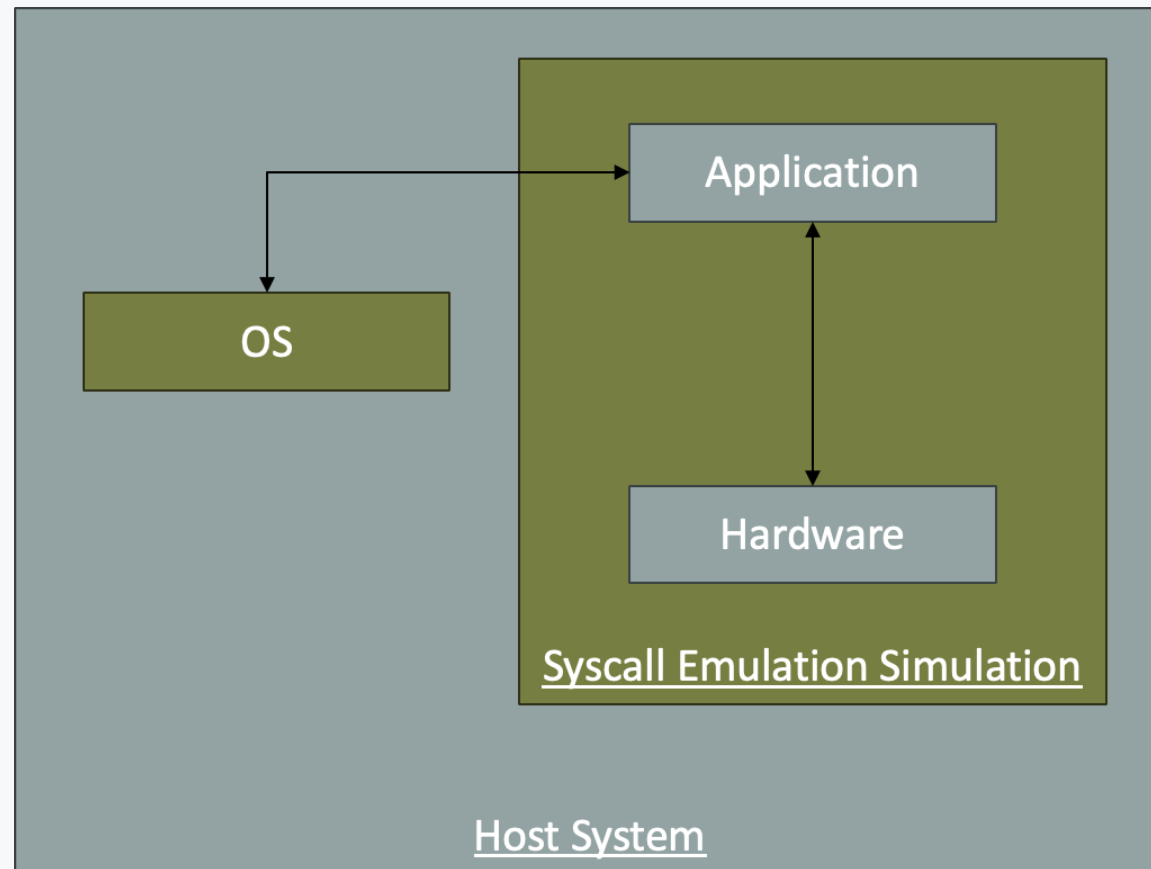 Application
OS
Hardware
Syscall Emulation Simulation
Host System